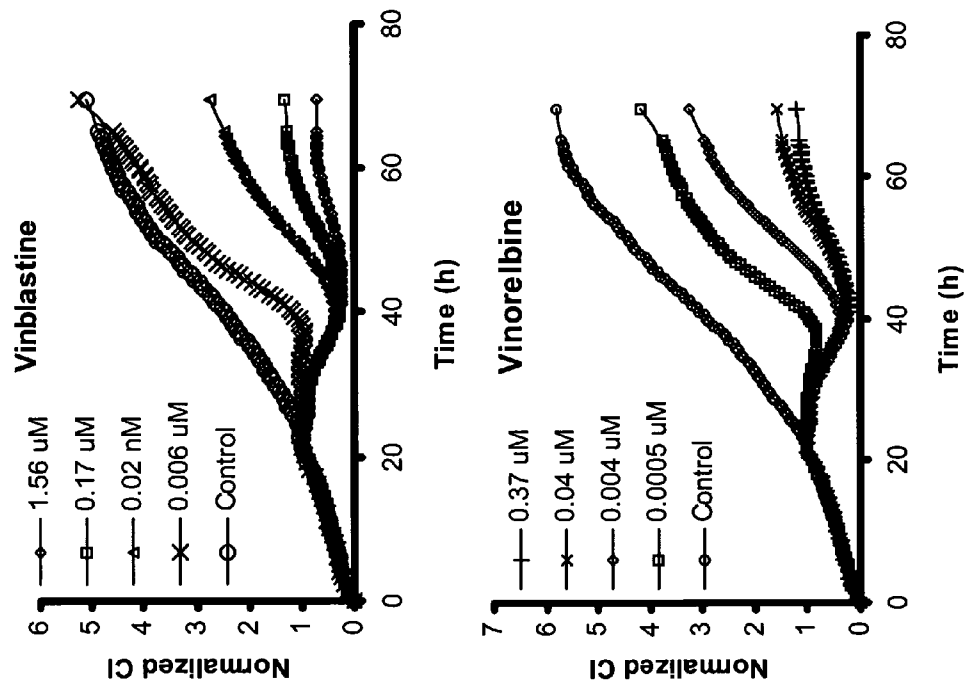 Vinblastine
1.56 uM
0.17 uM
0.02 nM
0.006 uM
Control
Normalized CI
6
5
4
3
2
1
0
0
20
40
60
80
Time (h)
Vinorelbine
0.37 uM
0.04 uM
0.004 uM
0.0005 uM
Control
Normalized CI
7
6
5
4
3
2
1
0
0
20
40
60
80
Time (h)